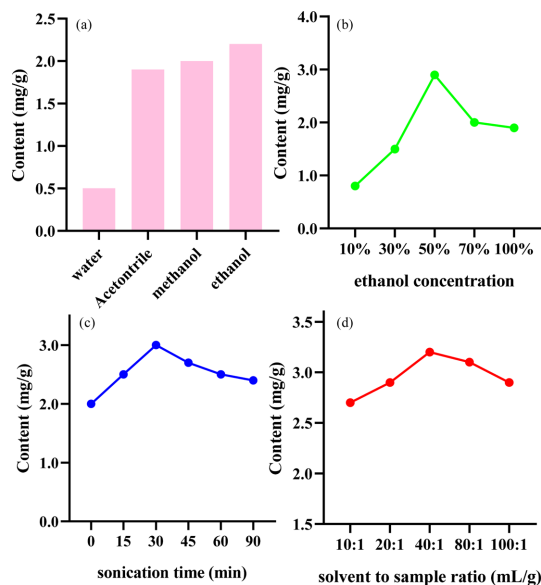 (a)
Content (mg/g)
2.5
2.0
1.5
1.0
0.5
0.0
water
Acetontrile
methanol
ethanol
(b)
Content (mg/g)
4.0
3.0
2.0
1.0
0.0
10% 30% 50% 70% 100%
ethanol concentration
(c)
Content (mg/g)
3.0
2.0
1.0
0.0
0 15 30 45 60 90
sonication time (min)
(d)
Content (mg/g)
3.5
3.0
2.5
2.0
1.5
10:1 20:1 40:1 80:1 100:1
solvent to sample ratio (mL/g)